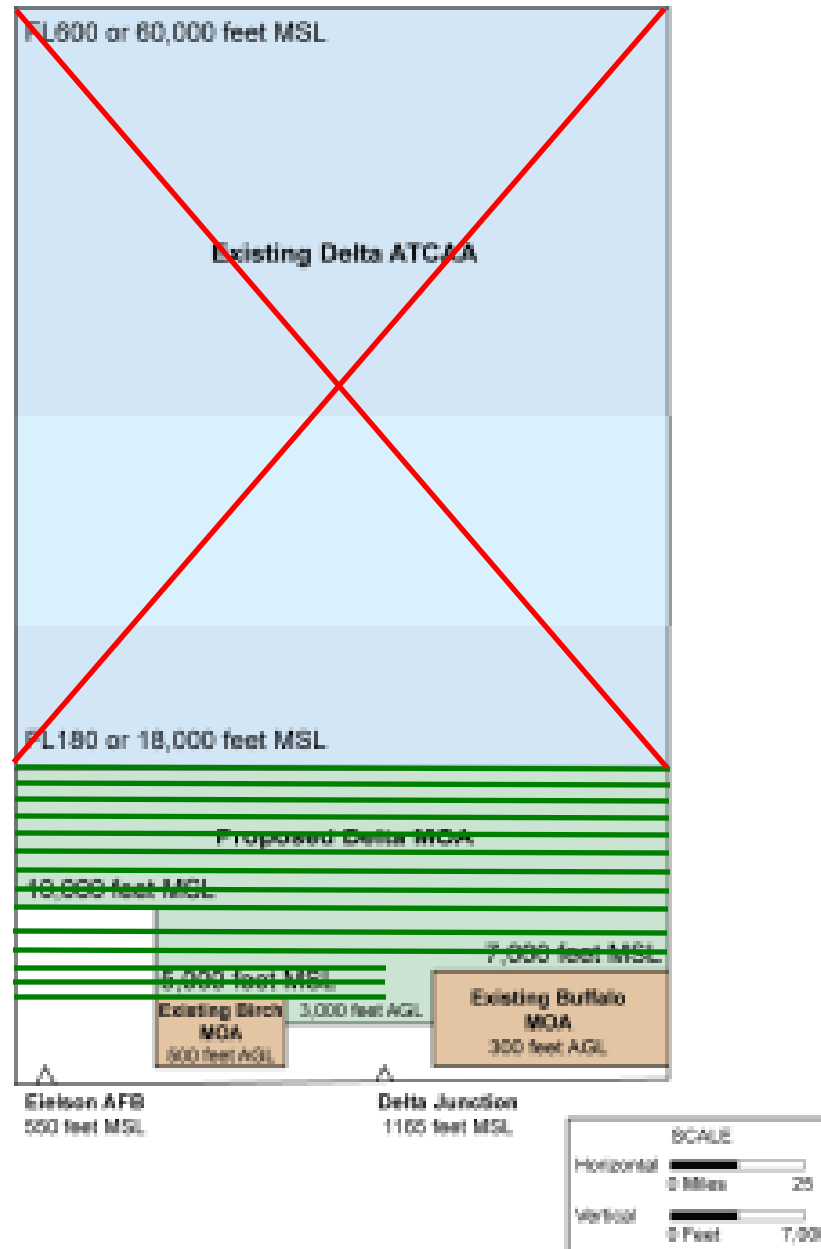 FL600 or 60,000 feet MSL
Existing Delta ATCAA
FL180 or 18,000 feet MSL
Proposed Delta MOA
10,000 feet MSL
7,000 feet MSL
5,000 feet MSL
Existing Birch
MOA
500 feet AGL
3,000 feet AGL
Existing Buffalo
MOA
300 feet AGL
Eielson AFB
550 feet MSL
Delta Junction
1165 feet MSL
SCALE
Horizontal
0 Miles 25
Vertical
0 Feet